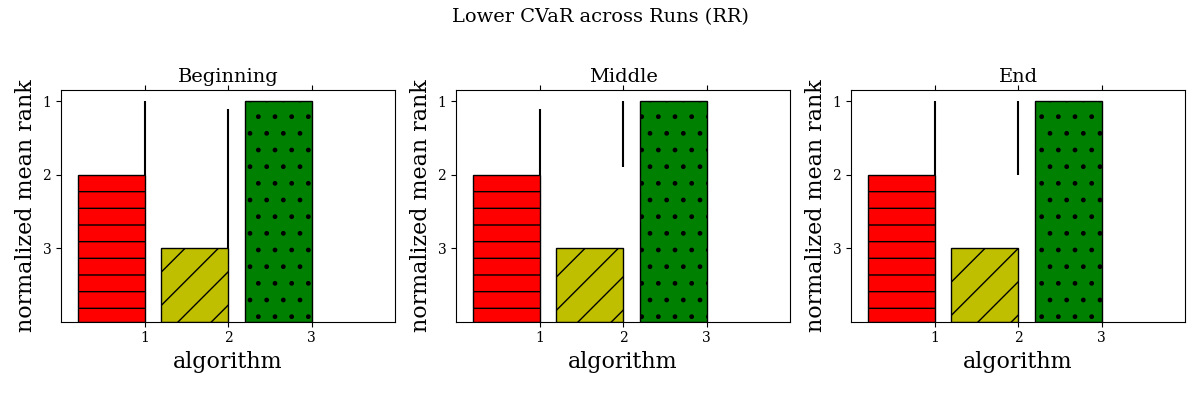 Lower CVaR across Runs (RR)
Beginning
normalized mean rank
1
2
3
1 2 3
algorithm
Middle
normalized mean rank
1
2
3
1 2 3
algorithm
End
normalized mean rank
1
2
3
1 2 3
algorithm